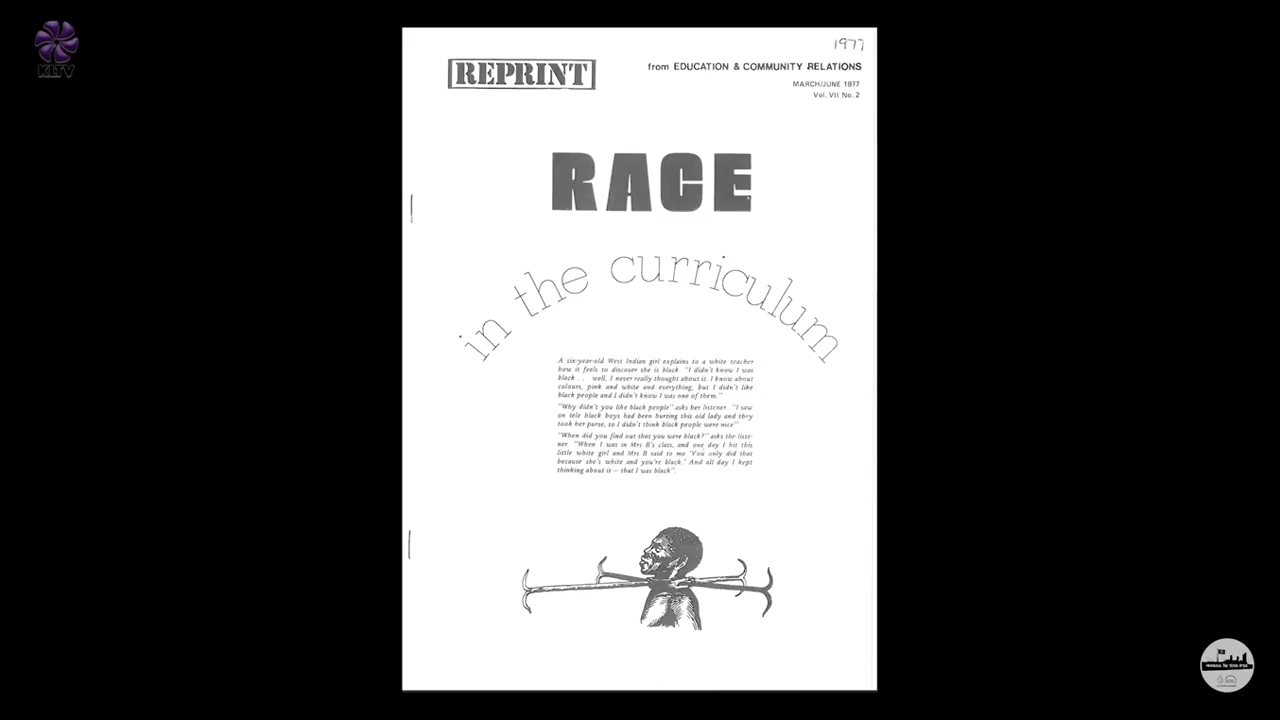 KLTV
1977
REPRINT
from EDUCATION & COMMUNITY RELATIONS
MARCH/JUNE 1977
Vol. VII No. 2
RACE
in the curriculum
A six-year-old West Indian girl explains to a white teacher
how it feels to discover she is black "I didn't know I was
black . . well, I never really thought about it. I know about
colours, pink and white and everything, but I didn't like
black people and I didn't know I was one of them."
"Why didn't you like black people" asks her listener "I saw
on tele black boys had been hurting this old lady and they
took her purse, so I didn't think black people were nice"
"When did you find out that you were black?" asks the liste-
ner "When I was in Mrs B's class, and one day I hit this
little white girl and Mrs B said to me 'You only did that
because she's white and you're black.' And all day I kept
thinking about it – that I was black".